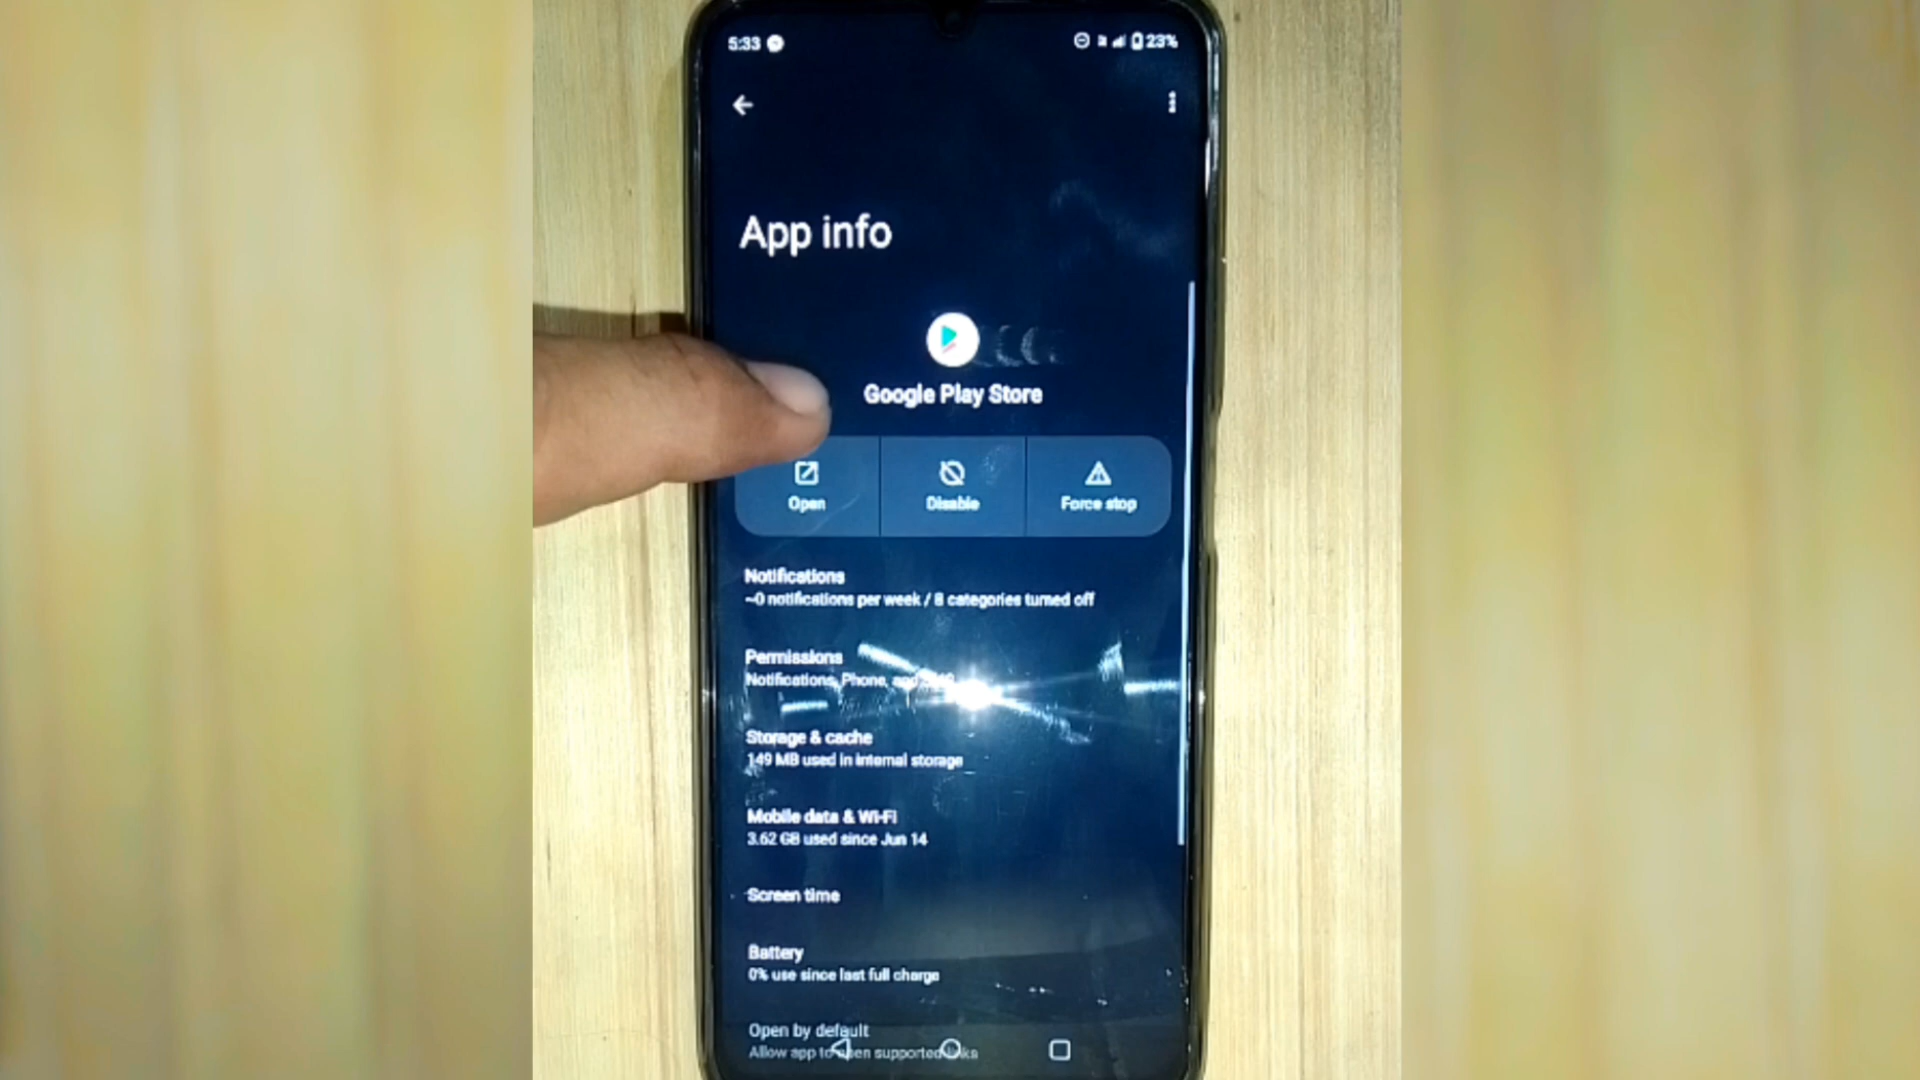 5:33
23%
App info
Google Play Store
Open
Disable
Force stop
Notifications
~0 notifications per week / 8 categories turned off
Permissions
Notifications, Phone, and
Storage & cache
149 MB used in internal storage
Mobile data & Wi-Fi
3.62 GB used since Jun 14
Screen time
Battery
0% use since last full charge
Open by default
Allow app to open supported links